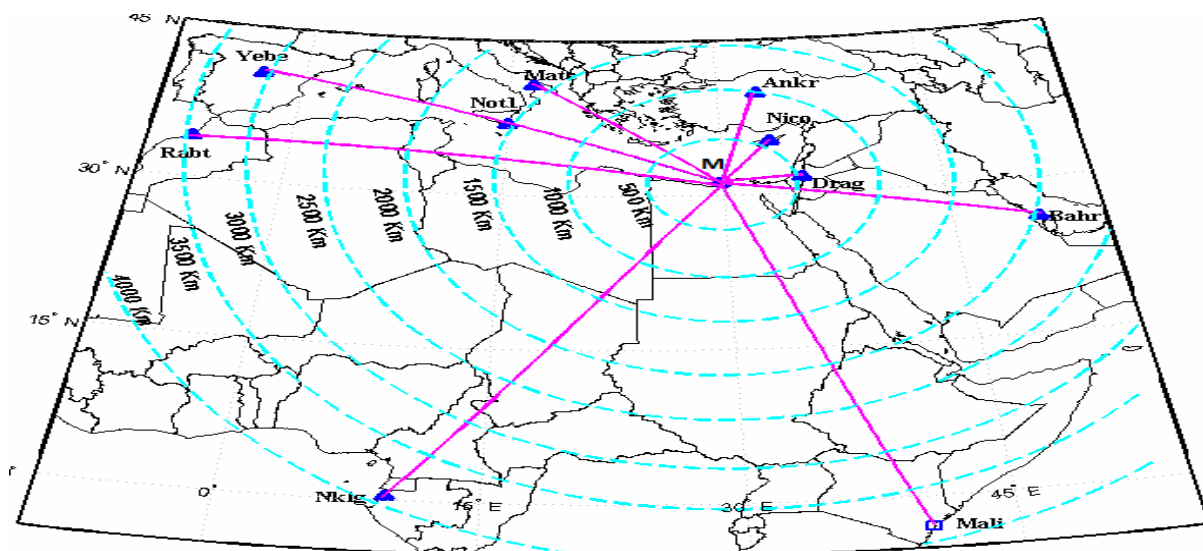 45 N
Yebe
Mate
Ankr
Not1
Nico
Rabt
30° N
M
Drag
500 Km
1000 Km
1500 Km
2000 Km
2500 Km
3000 Km
3500 Km
4000 Km
Bahr
15° N
0°
15° E
30° E
45° E
Nkig
Mali